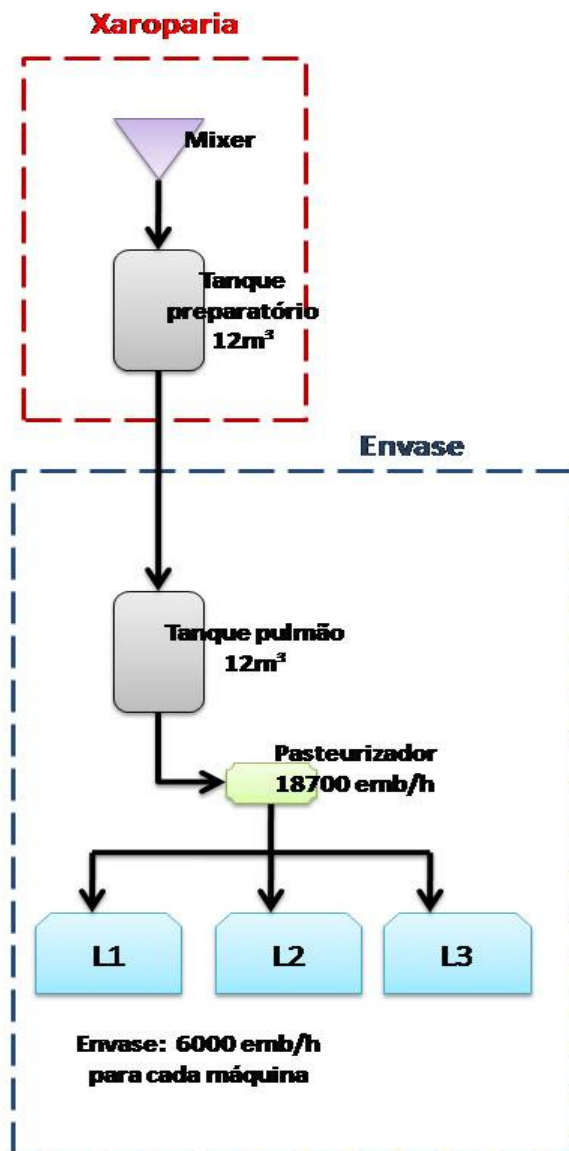 Xaroparia
Mixer
Tanque
preparatório
12m³
Envase
Tanque pulmão
12m³
Pasteurizador
18700 emb/h
L1
L2
L3
Envase: 6000 emb/h
para cada máquina